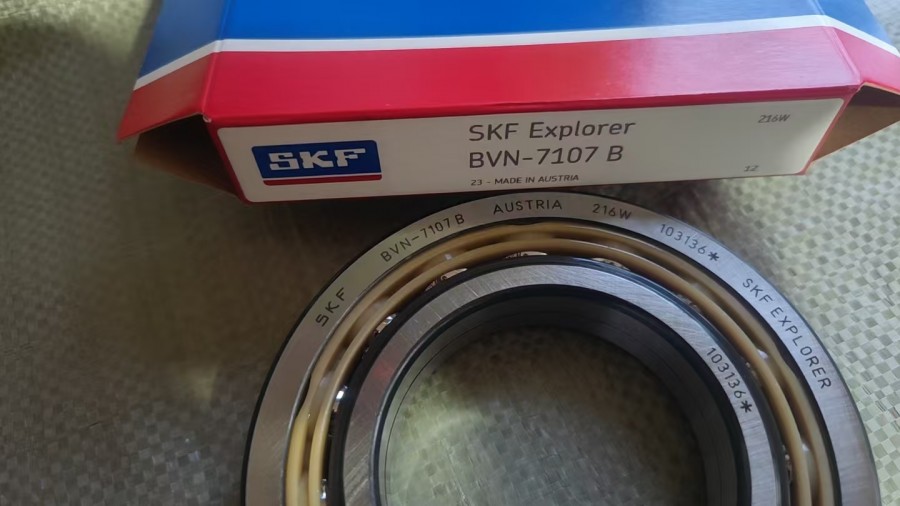 SKF
SKF Explorer
BVN-7107 B
216W
23 - MADE IN AUSTRIA
12
SKF BVN-7107 B AUSTRIA 216W 103136* SKF EXPLORER
103136*